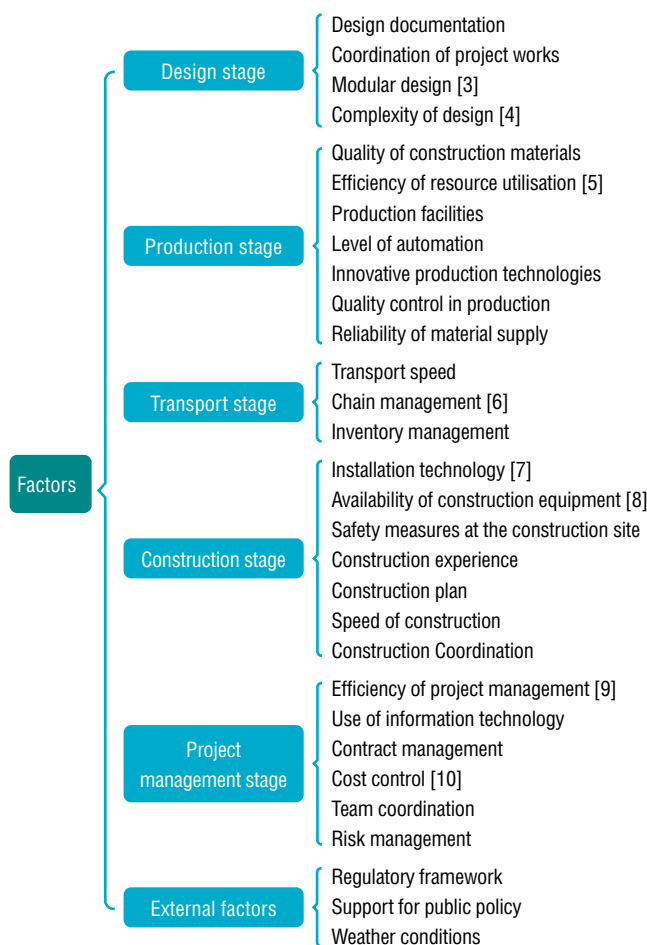 Factors
Design stage
Design documentation
Coordination of project works
Modular design [3]
Complexity of design [4]
Production stage
Quality of construction materials
Efficiency of resource utilisation [5]
Production facilities
Level of automation
Innovative production technologies
Quality control in production
Reliability of material supply
Transport stage
Transport speed
Chain management [6]
Inventory management
Construction stage
Installation technology [7]
Availability of construction equipment [8]
Safety measures at the construction site
Construction experience
Construction plan
Speed of construction
Construction Coordination
Project
management stage
Efficiency of project management [9]
Use of information technology
Contract management
Cost control [10]
Team coordination
Risk management
External factors
Regulatory framework
Support for public policy
Weather conditions